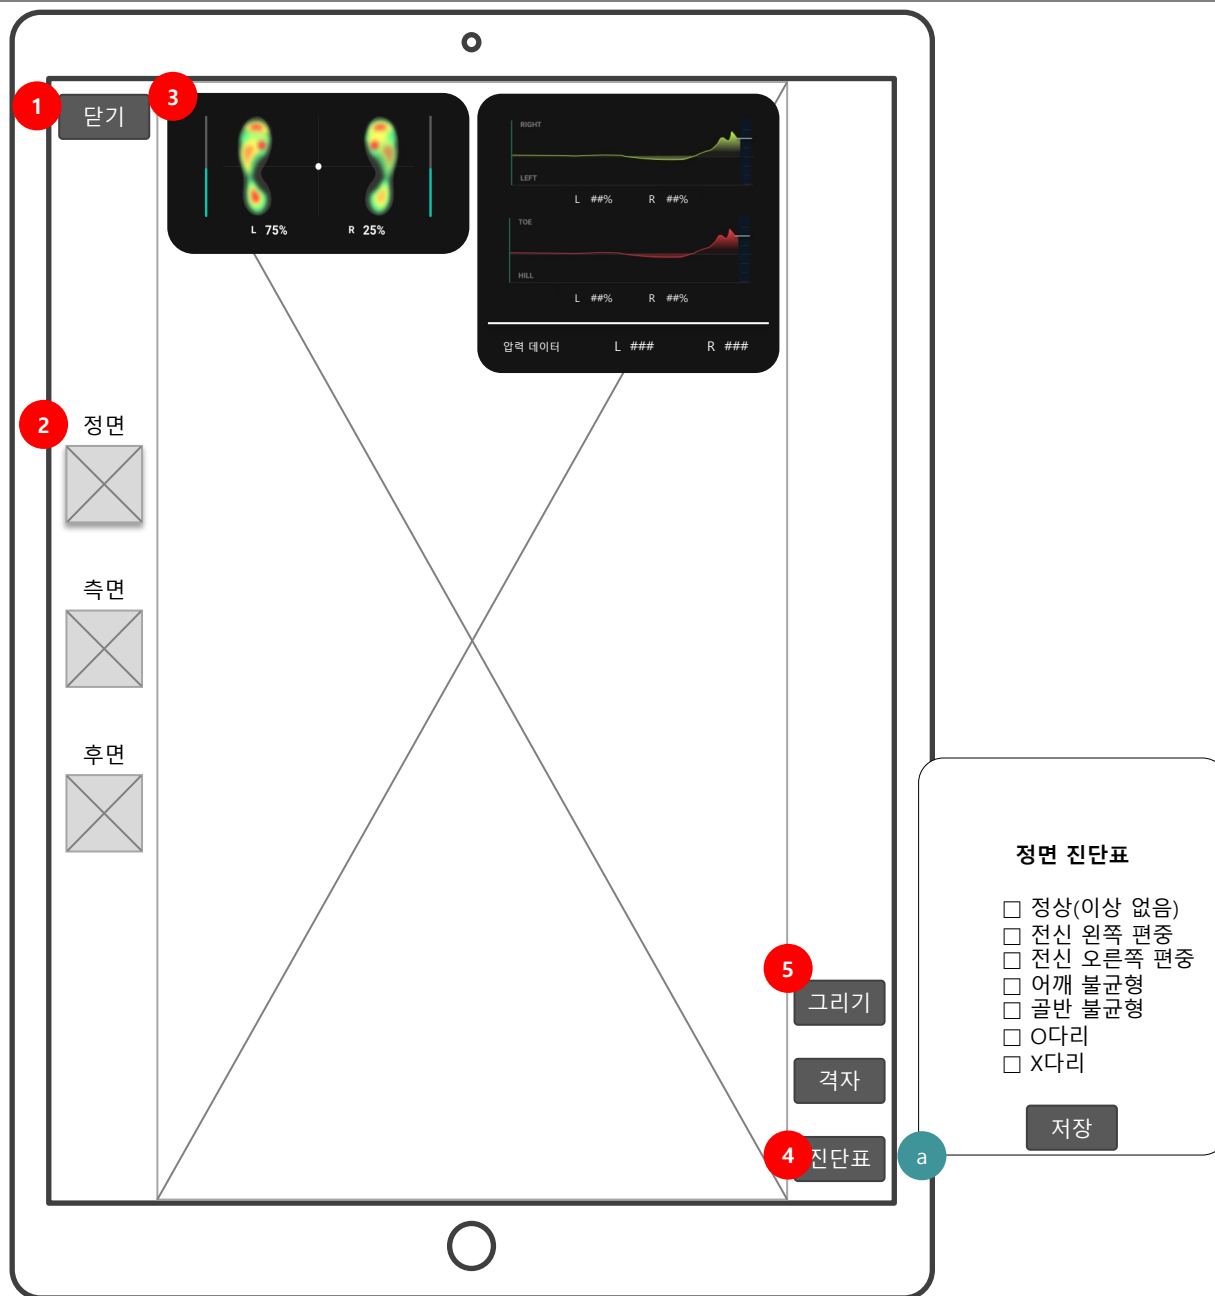 1
닫기
3
L 75%
R 25%
RIGHT
LEFT
L ##%
R ##%
TOE
HILL
L ##%
R ##%
압력 데이터
L ###
R ###
2
정면
측면
후면
5
그리기
격자
4
진단표
a
정면 진단표
□ 정상(이상 없음)
□ 전신 왼쪽 편중
□ 전신 오른쪽 편중
□ 어깨 불균형
□ 골반 불균형
□ O다리
□ X다리
저장